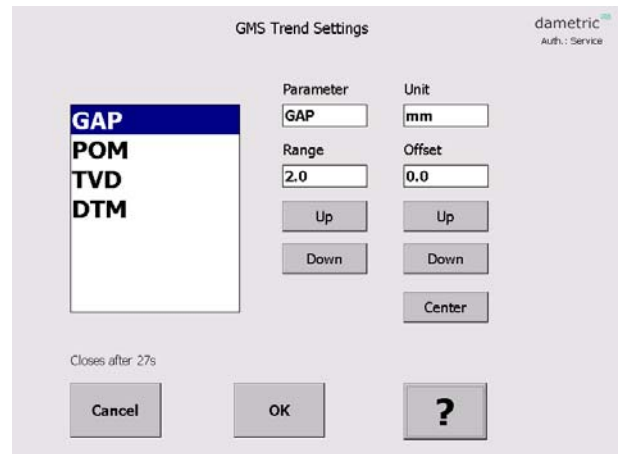 GMS Trend Settings
dametric
Auth.: Service
Parameter
Unit
GAP
mm
GAP
POM
TVD
DTM
Range
Offset
2.0
0.0
Up
Up
Down
Down
Center
Closes after 27s
Cancel
OK
?